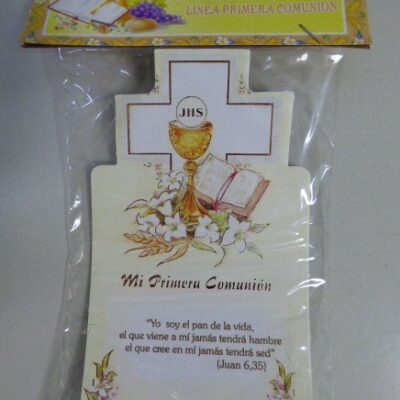 LINEA PRIMERA COMUNION
JHS
Mi Primera Comunión
“Yo soy el pan de la vida,
el que viene a mí jamás tendrá hambre
el que cree en mí jamás tendrá sed”
(Juan 6,35)